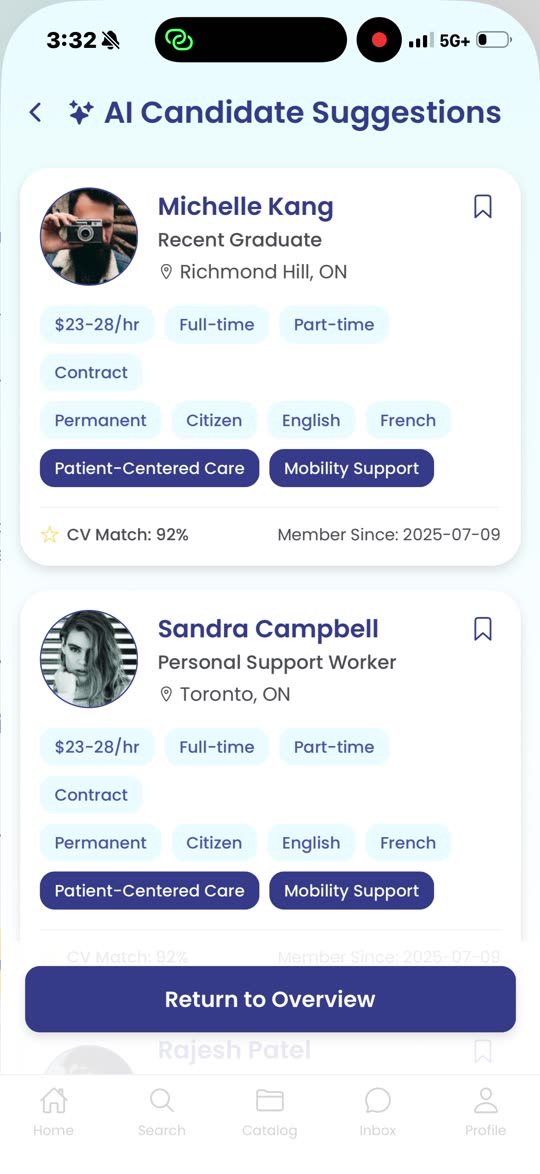 3:32 5G+
AI Candidate Suggestions
Michelle Kang
Recent Graduate
Richmond Hill, ON
$23-28/hr Full-time Part-time
Contract
Permanent Citizen English French
Patient-Centered Care Mobility Support
CV Match: 92% Member Since: 2025-07-09
Sandra Campbell
Personal Support Worker
Toronto, ON
$23-28/hr Full-time Part-time
Contract
Permanent Citizen English French
Patient-Centered Care Mobility Support
CV Match: 92% Member Since: 2025-07-09
Return to Overview
Rajesh Patel
Home Search Catalog Inbox Profile